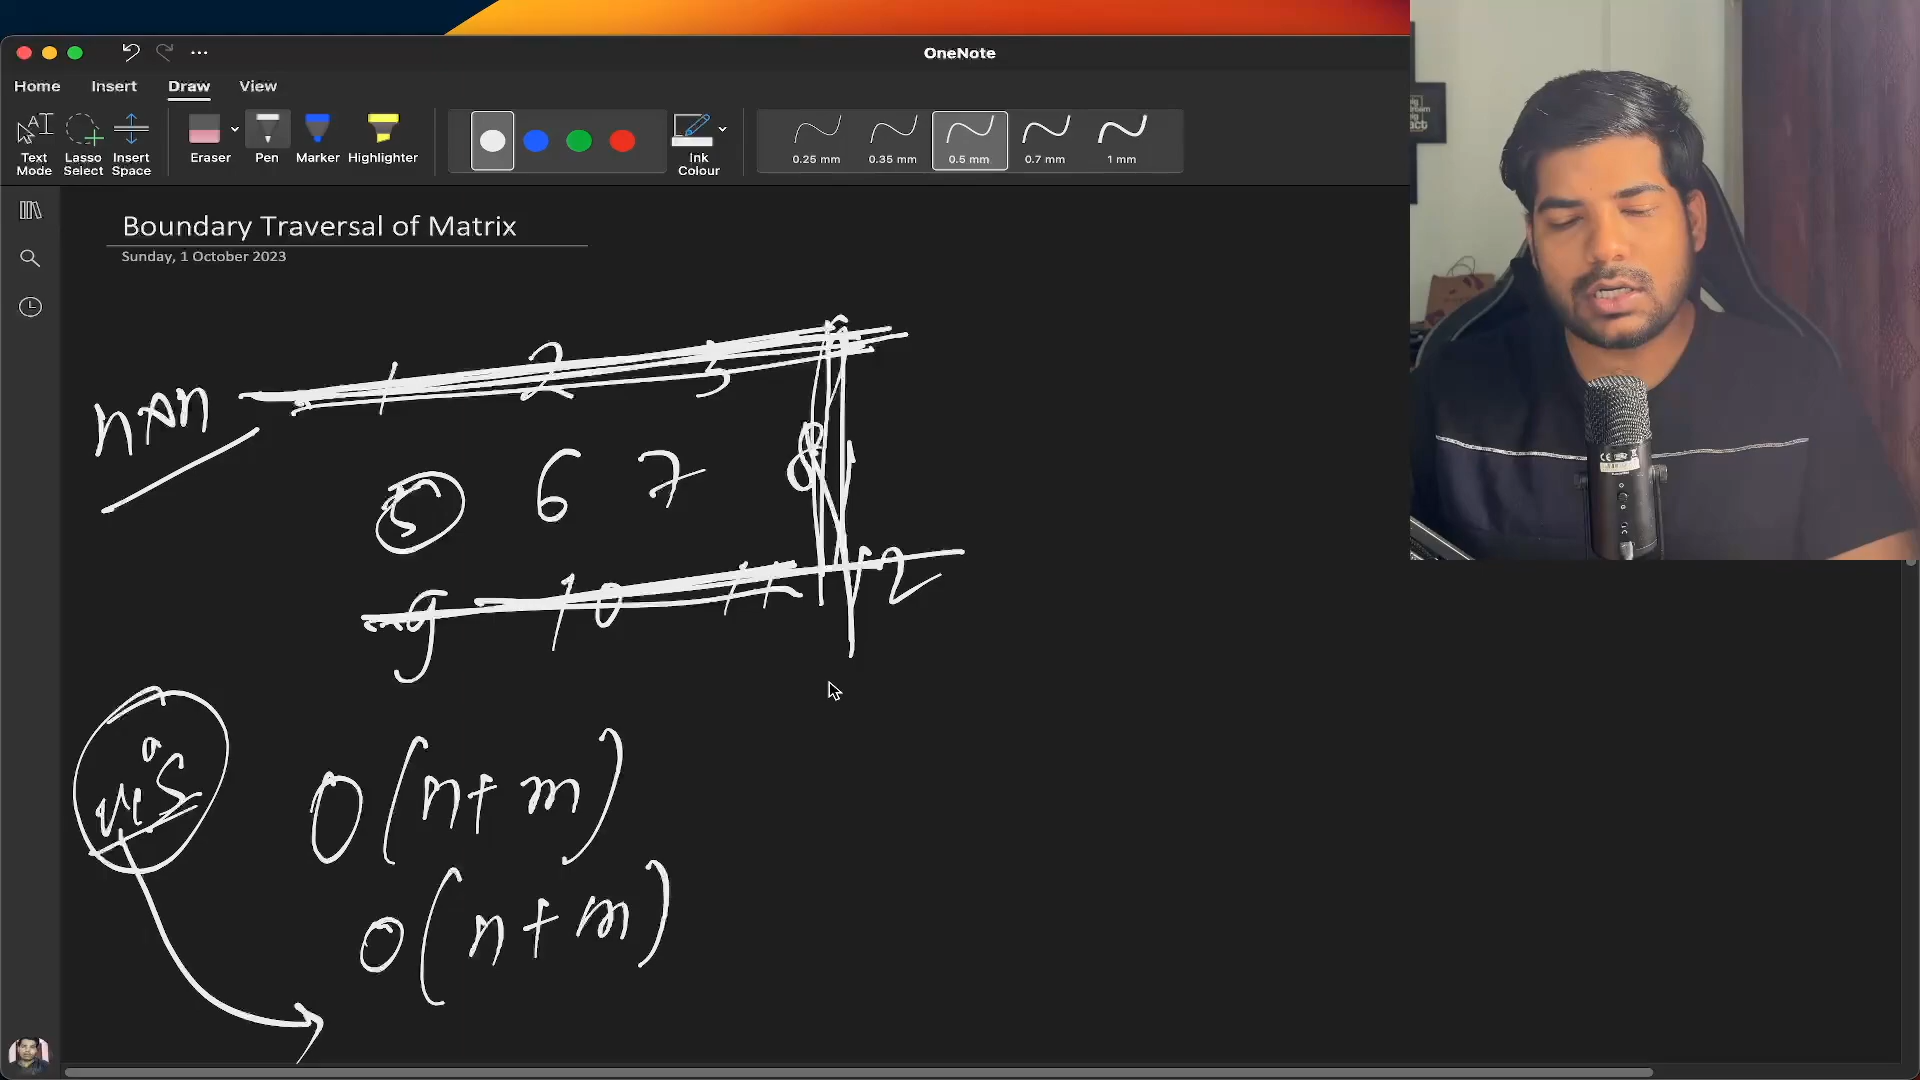 OneNote
Home Insert Draw View
Text Mode
Lasso Select
Insert Space
Eraser
Pen
Marker
Highlighter
Ink Colour
0.25 mm
0.35 mm
0.5 mm
0.7 mm
1 mm
Boundary Traversal of Matrix
Sunday, 1 October 2023
1 2 3
5 6 7 8
9 10 11 12
vis
O(n+m)
O(n+m)